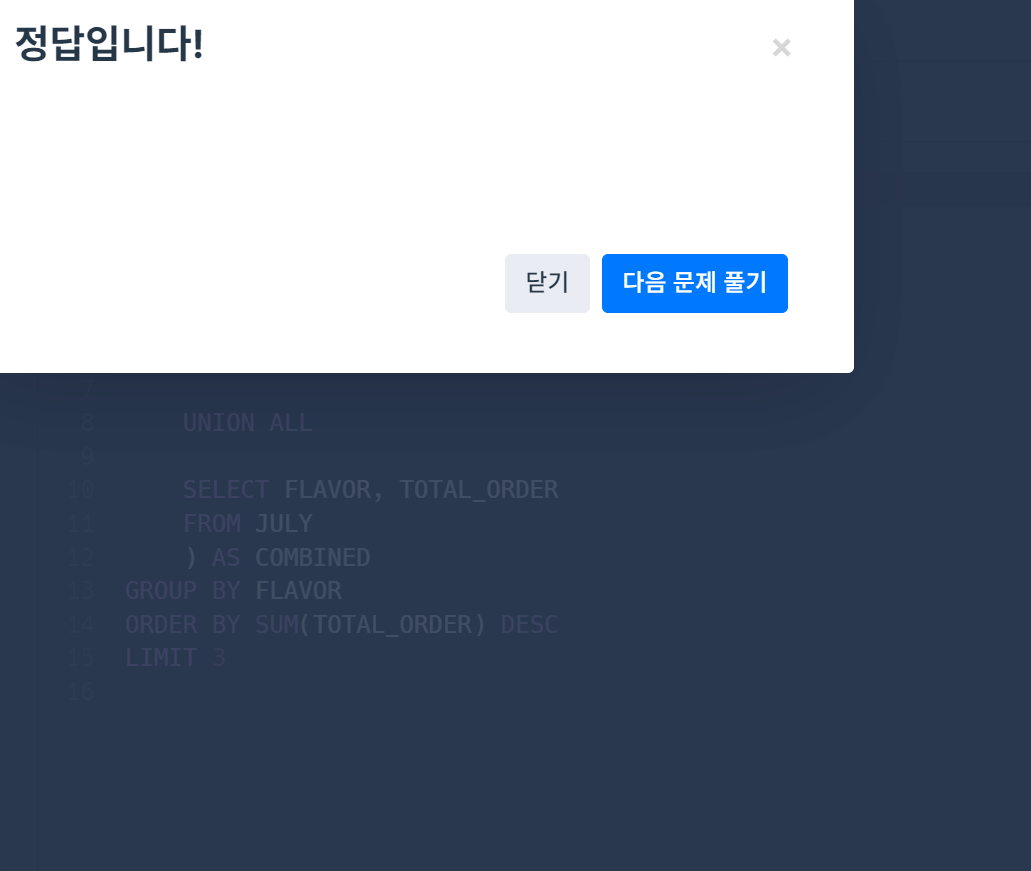 정답입니다!
×
닫기 다음 문제 풀기
8 UNION ALL
9
10 SELECT FLAVOR, TOTAL_ORDER
11 FROM JULY
12 ) AS COMBINED
13 GROUP BY FLAVOR
14 ORDER BY SUM(TOTAL_ORDER) DESC
15 LIMIT 3
16